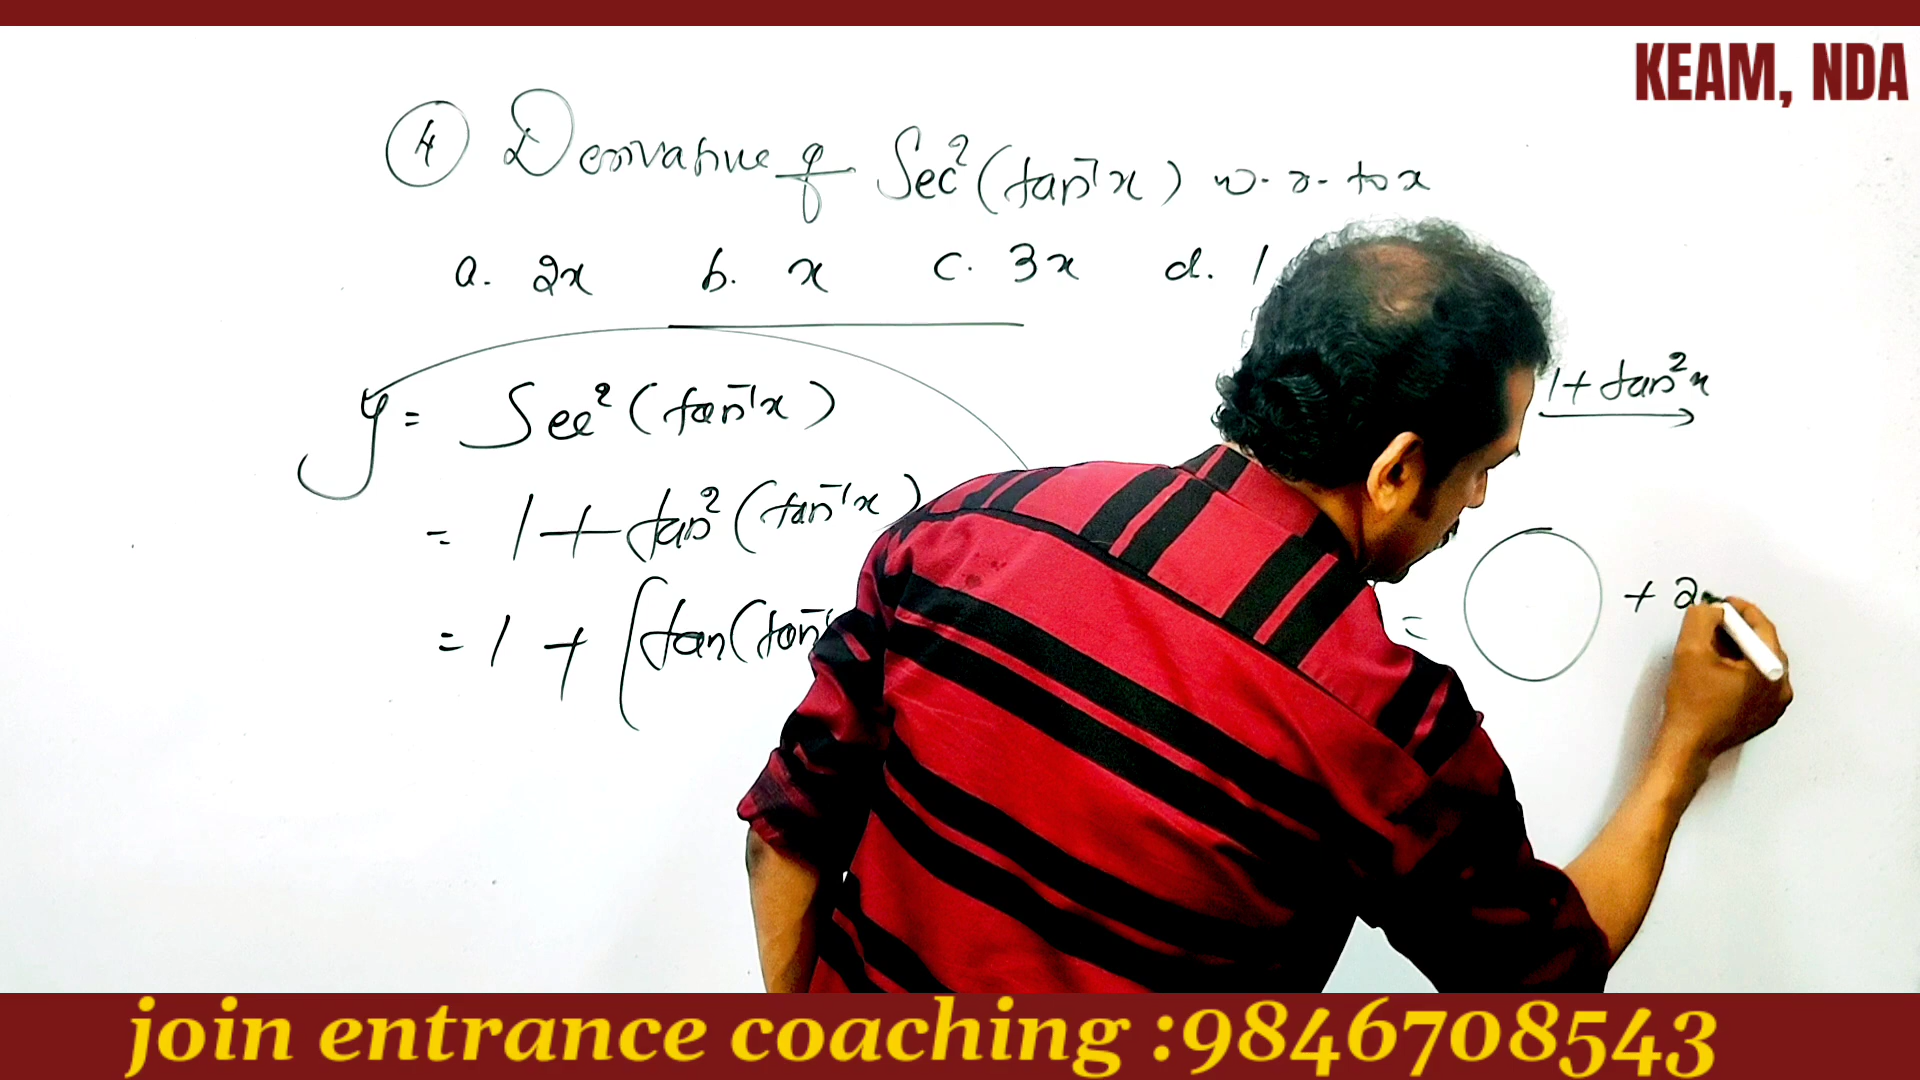 KEAM, NDA
4 Derivative of Sec²(tan⁻¹x) w.r.to x
a. 2x b. x c. 3x d. 1
y = Sec²(tan⁻¹x)
1 + tan²x
= 1 + tan²(tan⁻¹x)
= 1 + [tan(tan⁻¹
= + 2
join entrance coaching :9846708543